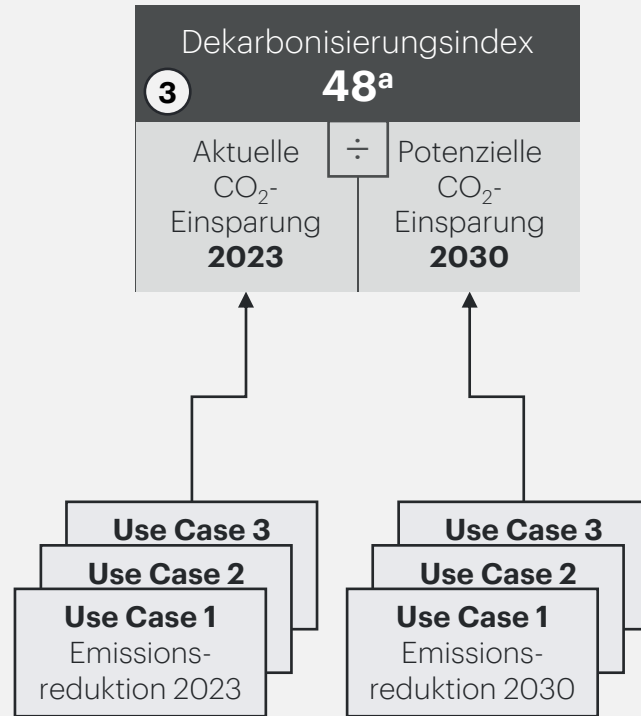 Dekarbonisierungsindex
3
48ᵃ
÷
Aktuelle
CO₂-
Einsparung
2023
Potenzielle
CO₂-
Einsparung
2030
Use Case 3
Use Case 2
Use Case 1
Emissions-
reduktion 2023
Use Case 3
Use Case 2
Use Case 1
Emissions-
reduktion 2030